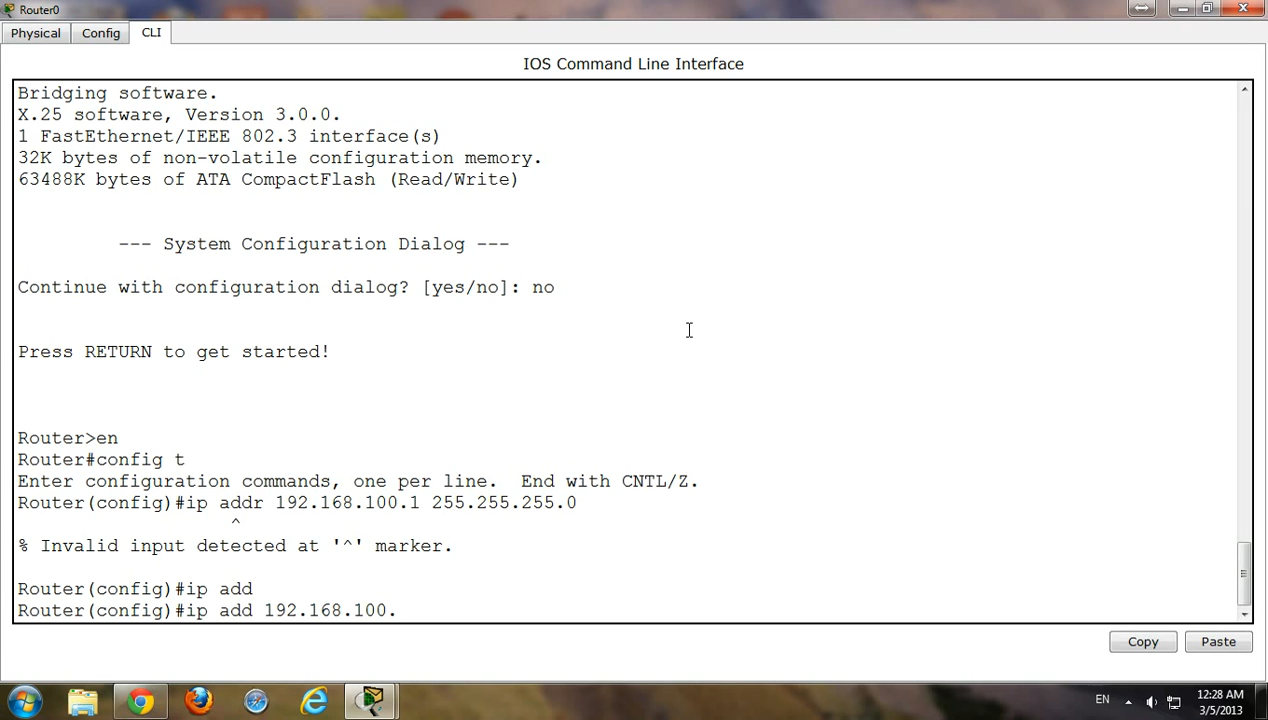 Router0
Physical Config CLI
IOS Command Line Interface
Bridging software.
X.25 software, Version 3.0.0.
1 FastEthernet/IEEE 802.3 interface(s)
32K bytes of non-volatile configuration memory.
63488K bytes of ATA CompactFlash (Read/Write)
--- System Configuration Dialog ---
Continue with configuration dialog? [yes/no]: no
Press RETURN to get started!
Router>en
Router#config t
Enter configuration commands, one per line.  End with CNTL/Z.
Router(config)#ip addr 192.168.100.1 255.255.255.0
^
% Invalid input detected at '^' marker.
Router(config)#ip add
Router(config)#ip add 192.168.100.
Copy Paste
EN 12:28 AM
3/5/2013